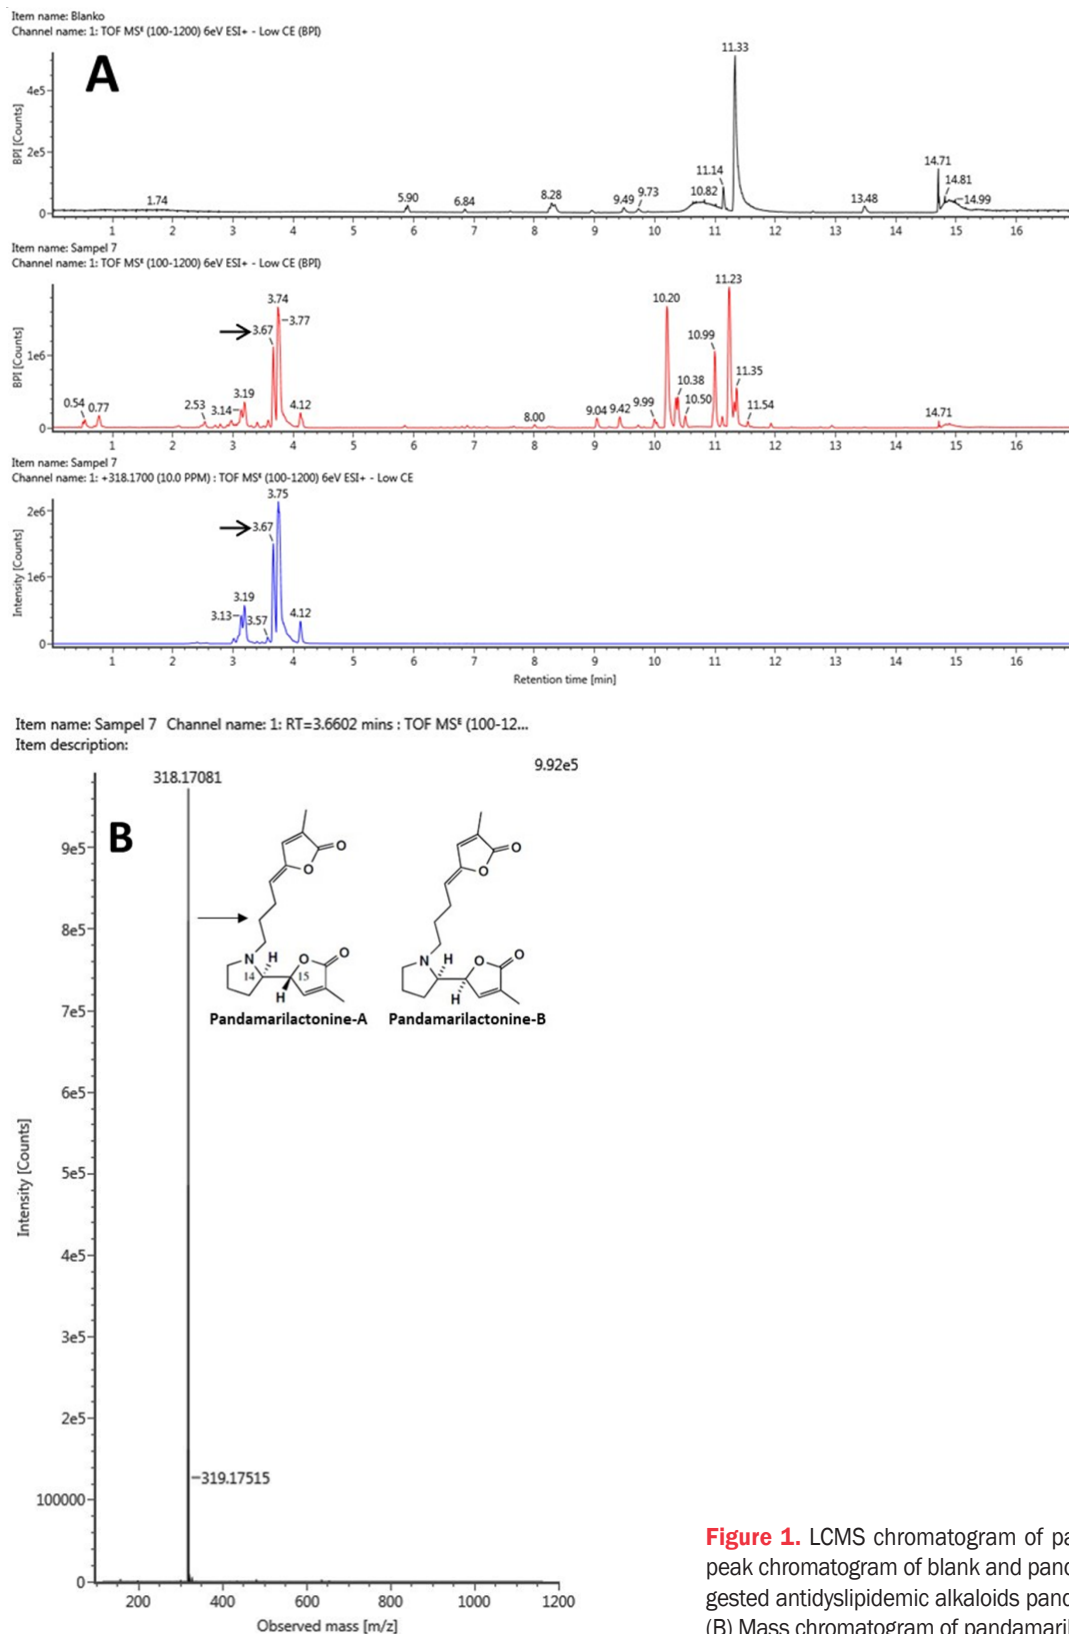 Item name: Blanko
Channel name: 1: TOF MSᴱ (100-1200) 6eV ESI+ - Low CE (BPI)
A
BPI [Counts]
4e5
2e5
0
1.74
5.90
6.84
8.28
9.49
9.73
10.82
11.14
11.33
13.48
14.71
14.81
14.99
1 2 3 4 5 6 7 8 9 10 11 12 13 14 15 16
Item name: Sampel 7
Channel name: 1: TOF MSᴱ (100-1200) 6eV ESI+ - Low CE (BPI)
BPI [Counts]
1e6
0
0.54
0.77
2.53
3.14
3.19
3.67
3.74
3.77
4.12
8.00
9.04
9.42
9.99
10.20
10.38
10.50
10.99
11.23
11.35
11.54
14.71
1 2 3 4 5 6 7 8 9 10 11 12 13 14 15 16
Item name: Sampel 7
Channel name: 1: +318.1700 (10.0 PPM) : TOF MSᴱ (100-1200) 6eV ESI+ - Low CE
Intensity [Counts]
2e6
1e6
0
3.13
3.19
3.57
3.67
3.75
4.12
1 2 3 4 5 6 7 8 9 10 11 12 13 14 15 16
Retention time [min]
Item name: Sampel 7 Channel name: 1: RT=3.6602 mins : TOF MSᴱ (100-12...
Item description:
9.92e5
318.17081
B
Intensity [Counts]
9e5
8e5
7e5
6e5
5e5
4e5
3e5
2e5
100000
0
O
O
N
H
14
15
H
O
O
Pandamarilactonine-A
O
O
N
H
H
O
O
Pandamarilactonine-B
319.17515
200 400 600 800 1000 1200
Observed mass [m/z]
Figure 1. LCMS chromatogram of pa
peak chromatogram of blank and pand
gested antidyslipidemic alkaloids pand
(B) Mass chromatogram of pandamaril